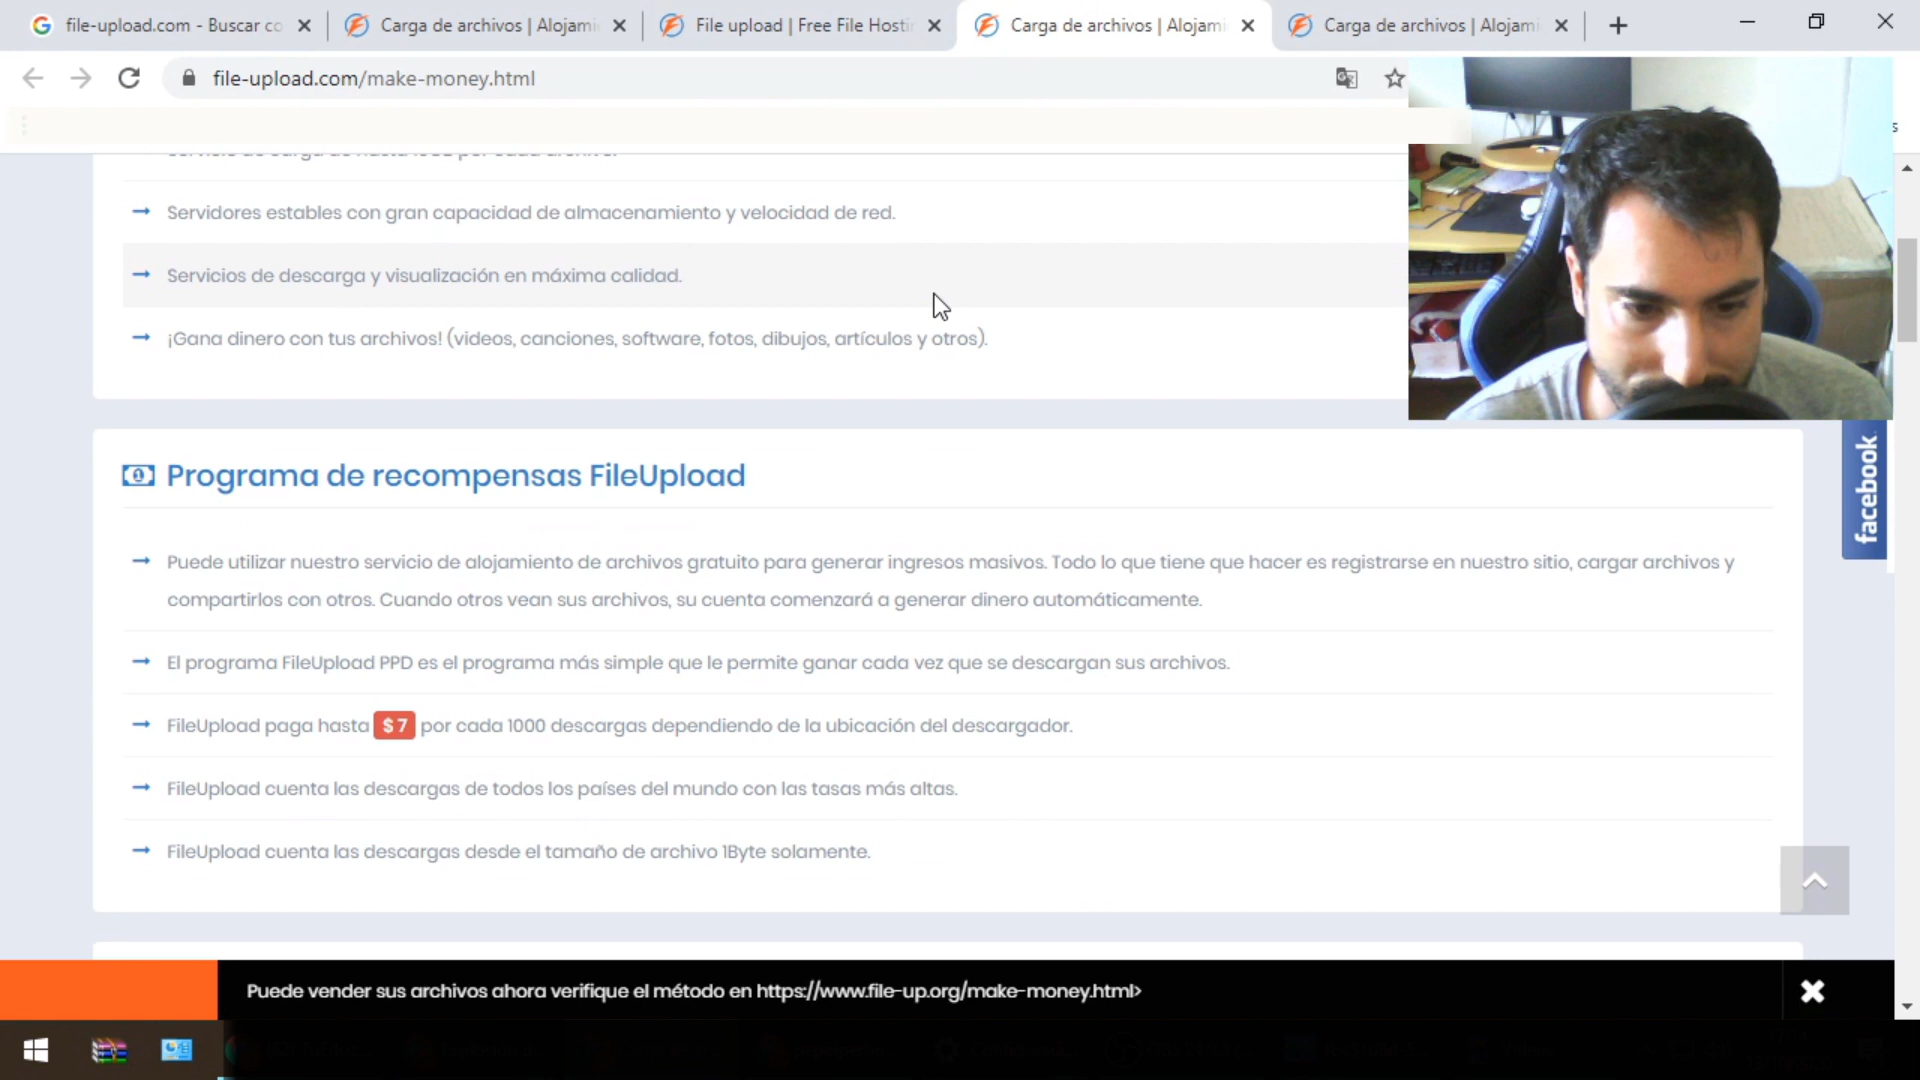 file-upload.com - Buscar co
Carga de archivos | Alojami
File upload | Free File Hostin
Carga de archivos | Alojami
Carga de archivos | Alojami
file-upload.com/make-money.html
Servidores estables con gran capacidad de almacenamiento y velocidad de red.
Servicios de descarga y visualización en máxima calidad.
¡Gana dinero con tus archivos! (videos, canciones, software, fotos, dibujos, artículos y otros).
facebook
Programa de recompensas FileUpload
Puede utilizar nuestro servicio de alojamiento de archivos gratuito para generar ingresos masivos. Todo lo que tiene que hacer es registrarse en nuestro sitio, cargar archivos y
compartirlos con otros. Cuando otros vean sus archivos, su cuenta comenzará a generar dinero automáticamente.
El programa FileUpload PPD es el programa más simple que le permite ganar cada vez que se descargan sus archivos.
FileUpload paga hasta $ 7 por cada 1000 descargas dependiendo de la ubicación del descargador.
FileUpload cuenta las descargas de todos los países del mundo con las tasas más altas.
FileUpload cuenta las descargas desde el tamaño de archivo 1Byte solamente.
Puede vender sus archivos ahora verifique el método en https://www.file-up.org/make-money.html>